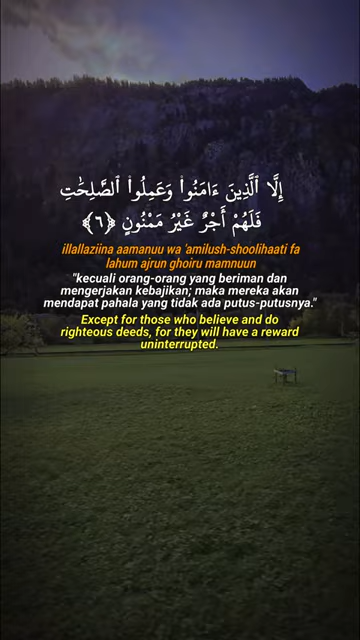 إِلَّا ٱلَّذِينَ ءَامَنُوا۟ وَعَمِلُوا۟ ٱلصَّـٰلِحَـٰتِ
فَلَهُمْ أَجْرٌ غَيْرُ مَمْنُونٍ ﴿٦﴾
illallaziina aamanuu wa 'amilush-shoolihaati fa
lahum ajrun ghoiru mamnuun
"kecuali orang-orang yang beriman dan
mengerjakan kebajikan; maka mereka akan
mendapat pahala yang tidak ada putus-putusnya."
Except for those who believe and do
righteous deeds, for they will have a reward
uninterrupted.